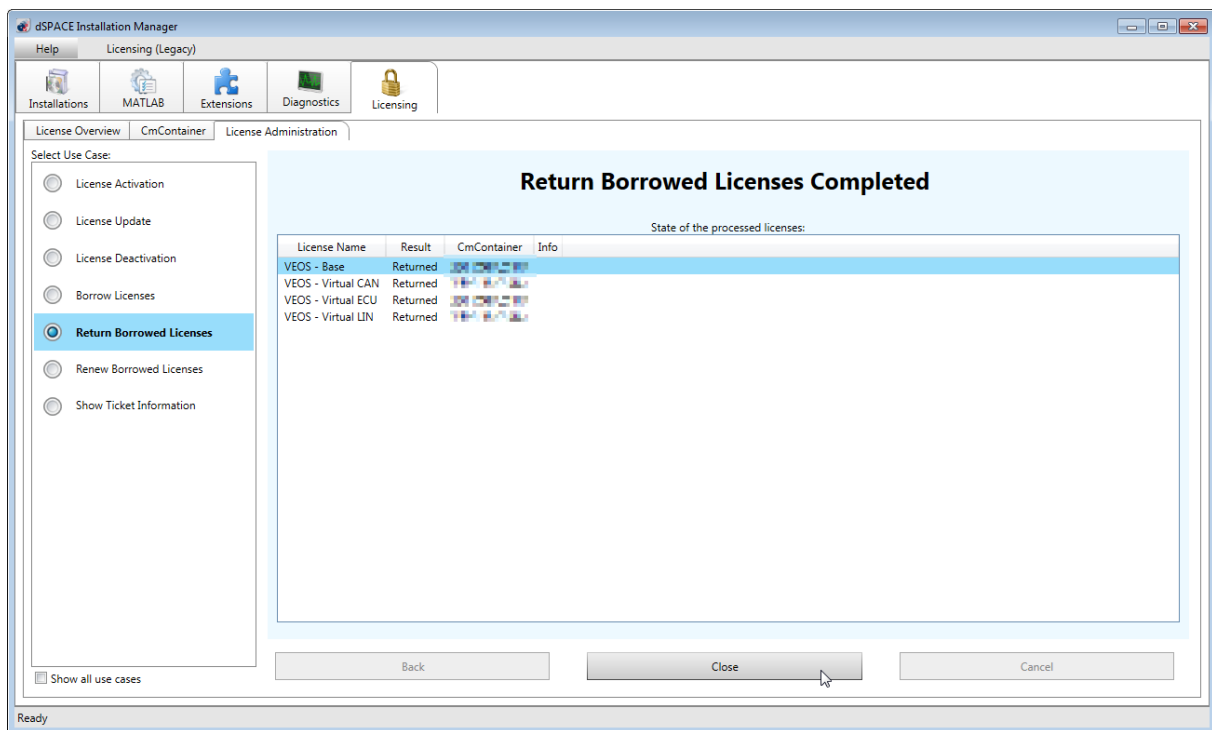 dSPACE Installation Manager
Help Licensing (Legacy)
Installations MATLAB Extensions Diagnostics Licensing
License Overview CmContainer License Administration
Select Use Case:
License Activation
License Update
License Deactivation
Borrow Licenses
Return Borrowed Licenses
Renew Borrowed Licenses
Show Ticket Information
Show all use cases
Return Borrowed Licenses Completed
State of the processed licenses:
License Name Result CmContainer Info
VEOS - Base Returned
VEOS - Virtual CAN Returned
VEOS - Virtual ECU Returned
VEOS - Virtual LIN Returned
Back Close Cancel
Ready